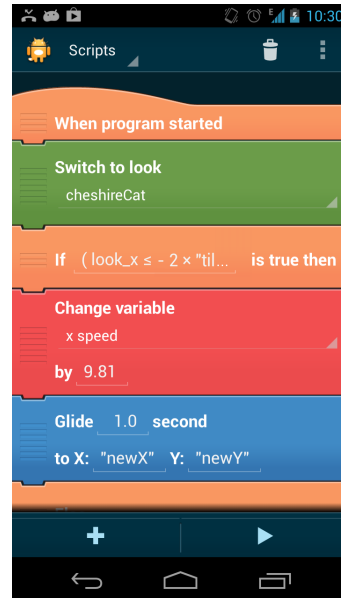 E 10:30
Scripts
When program started
Switch to look
cheshireCat
If ( look_x ≤ - 2 × "til... is true then
Change variable
x speed
by 9.81
Glide 1.0 second
to X: "newX" Y: "newY"